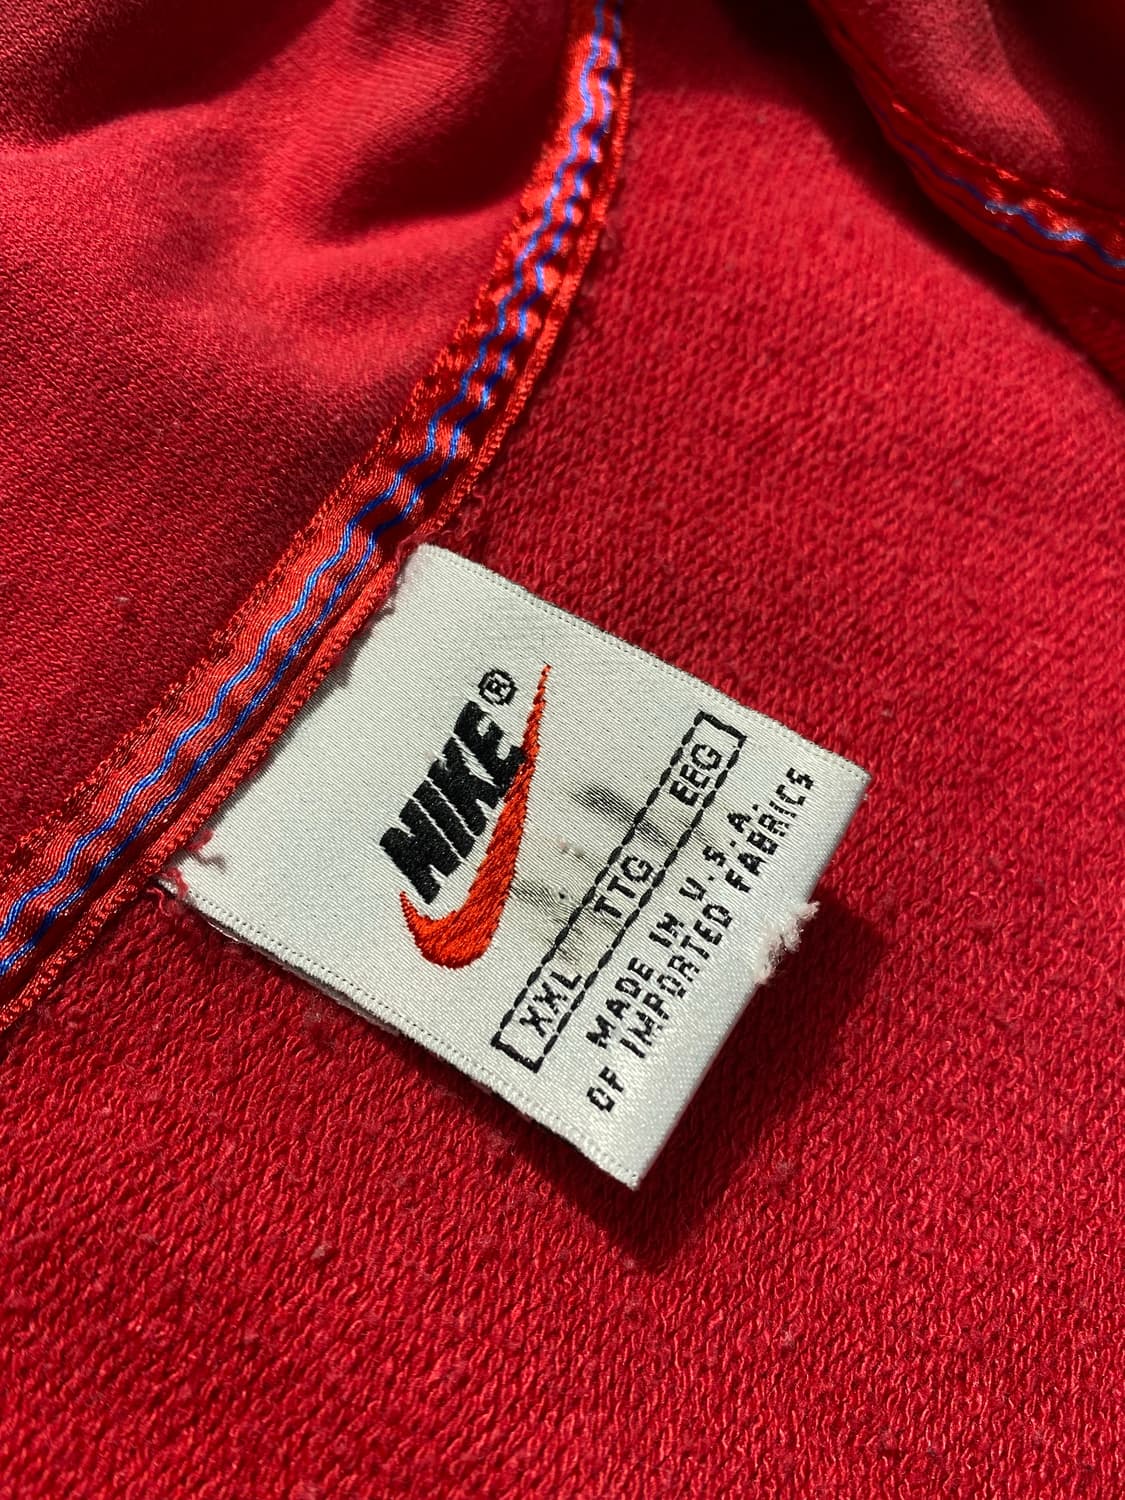 NIKE®
XXL TTG EEG
MADE IN U.S.A.
OF IMPORTED FABRICS